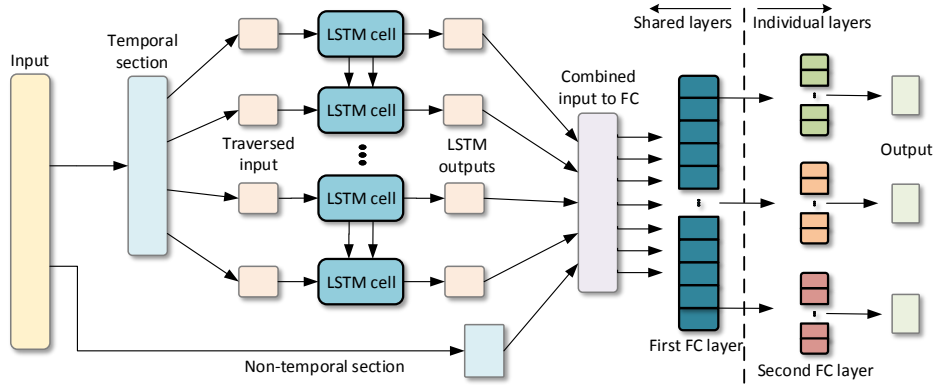 Shared layers
Individual layers
Input
Temporal
section
LSTM cell
Combined
input to FC
LSTM cell
Traversed
input
LSTM
outputs
Output
LSTM cell
LSTM cell
First FC layer
Non-temporal section
Second FC layer